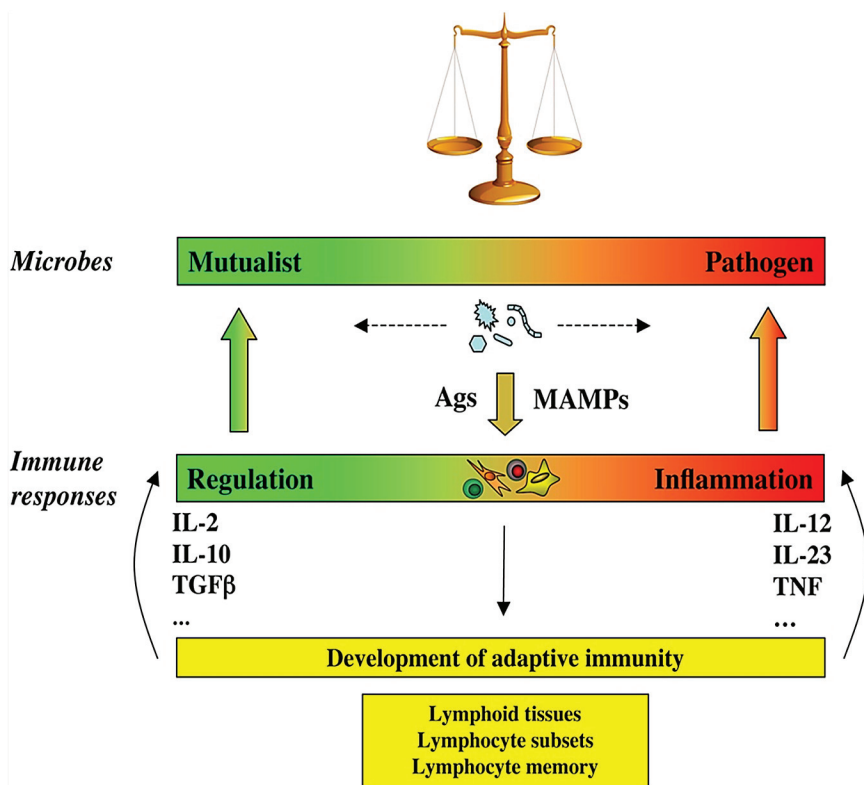 Microbes
Mutualist
Pathogen
Ags
MAMPs
Immune
responses
Regulation
Inflammation
IL-2
IL-10
TGFβ
...
IL-12
IL-23
TNF
...
Development of adaptive immunity
Lymphoid tissues
Lymphocyte subsets
Lymphocyte memory